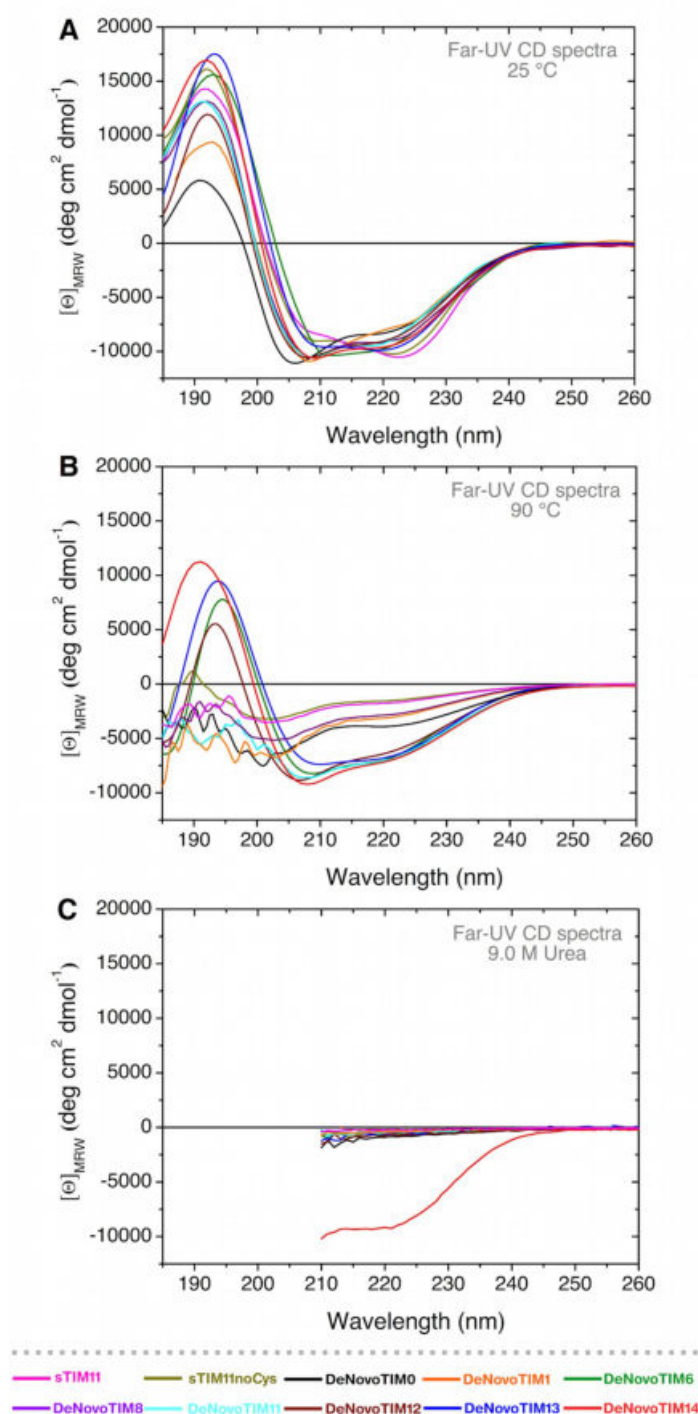 A
Far-UV CD spectra
25 °C
20000
15000
10000
5000
0
-5000
-10000
[Θ]MRW (deg cm² dmol⁻¹)
190 200 210 220 230 240 250 260
Wavelength (nm)
B
Far-UV CD spectra
90 °C
20000
15000
10000
5000
0
-5000
-10000
[Θ]MRW (deg cm² dmol⁻¹)
190 200 210 220 230 240 250 260
Wavelength (nm)
C
Far-UV CD spectra
9.0 M Urea
20000
15000
10000
5000
0
-5000
-10000
[Θ]MRW (deg cm² dmol⁻¹)
190 200 210 220 230 240 250 260
Wavelength (nm)
sTIM11 sTIM11noCys DeNovoTIM0 DeNovoTIM1 DeNovoTIM6
DeNovoTIM8 DeNovoTIM11 DeNovoTIM12 DeNovoTIM13 DeNovoTIM14